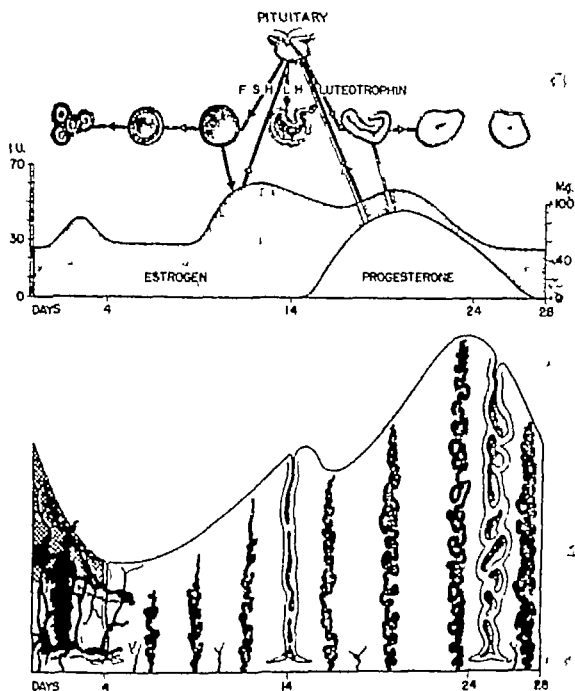 PITUITARY
F S H L H LUTEOTROPHIN
I.U.
70
30
0
Mg.
100
40
0
ESTROGEN PROGESTERONE
DAYS 4 14 24 28
DAYS 4 14 24 28